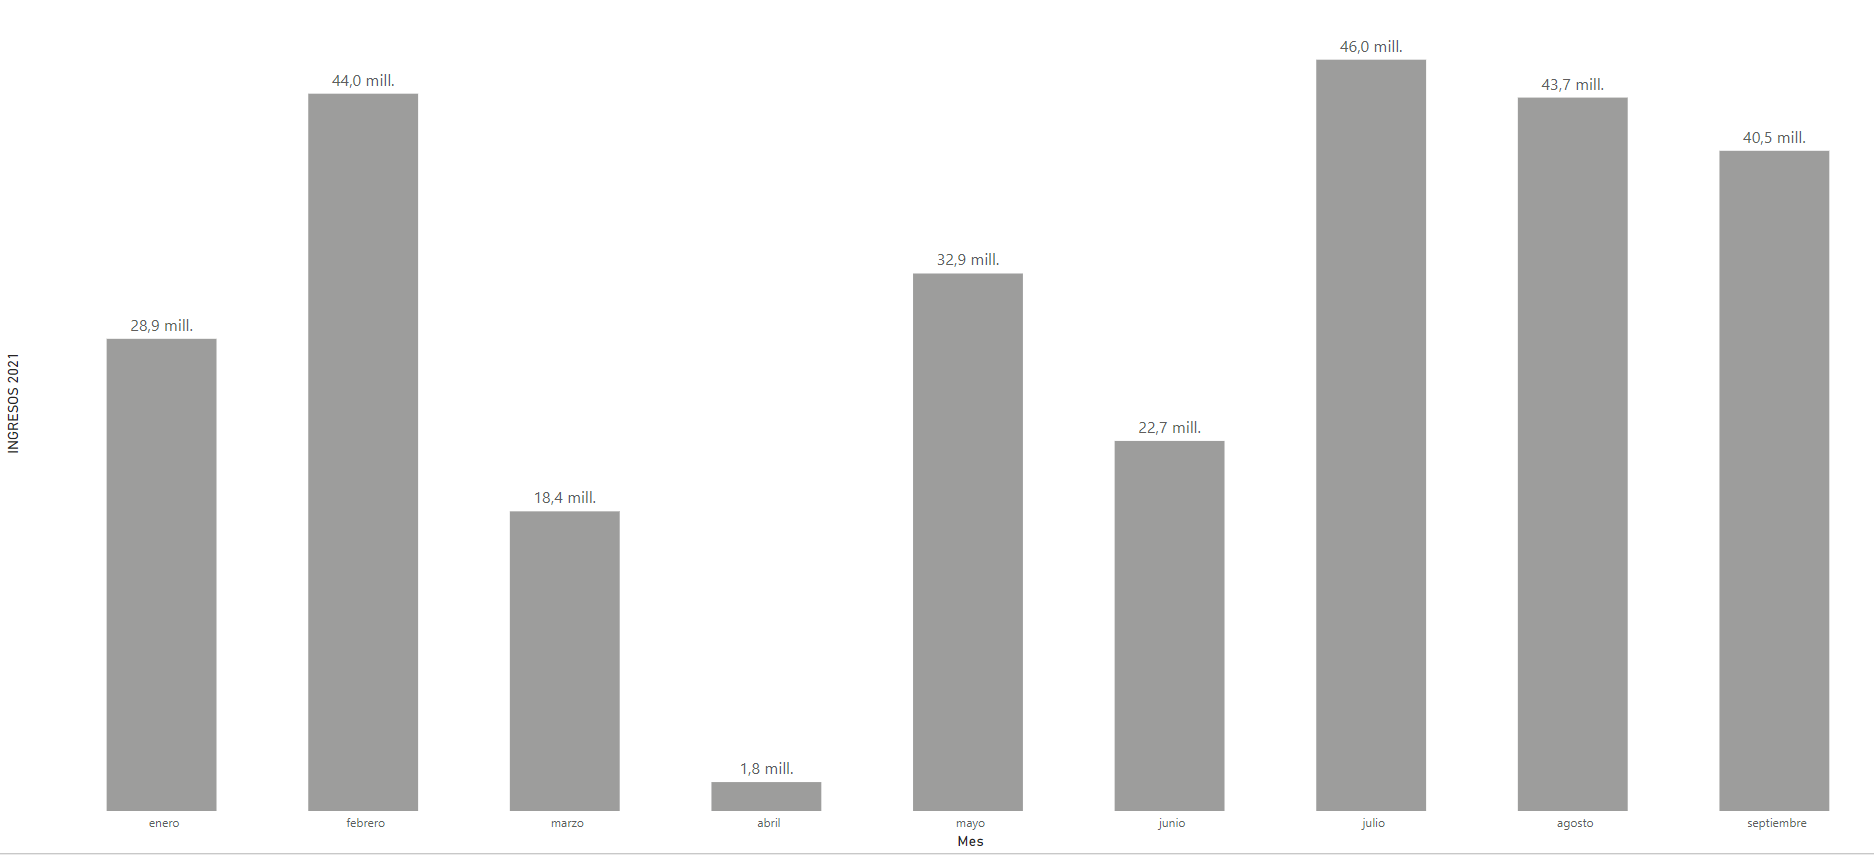 INGRESOS 2021
28,9 mill.
44,0 mill.
18,4 mill.
1,8 mill.
32,9 mill.
22,7 mill.
46,0 mill.
43,7 mill.
40,5 mill.
enero
febrero
marzo
abril
mayo
junio
julio
agosto
septiembre
Mes